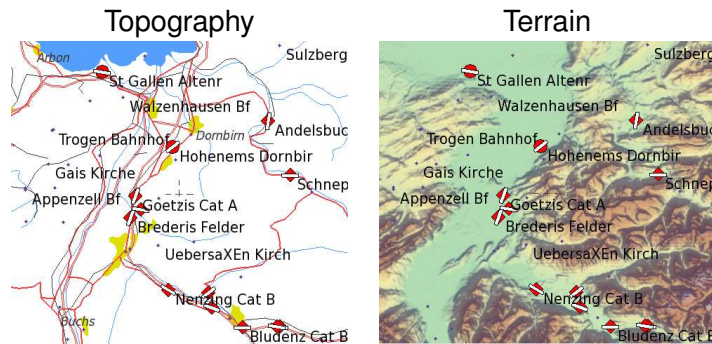 Topography
Terrain
Arbon
Sulzberg
St Gallen Altenr
Walzenhausen Bf
Dornbirn
Andelsbuc
Trogen Bahnhof
Hohenems Dornbir
Gais Kirche
Schnep
Appenzell Bf
Goetzis Cat A
Brederis Felder
UebersaXEn Kirch
Nenzing Cat B
Buchs
Bludenz Cat B
Sulzberg
St Gallen Altenr
Walzenhausen Bf
Andelsbuc
Trogen Bahnhof
Hohenems Dornbir
Gais Kirche
Schnep
Appenzell Bf
Goetzis Cat A
Brederis Felder
UebersaXEn Kirch
Nenzing Cat B
Bludenz Cat B